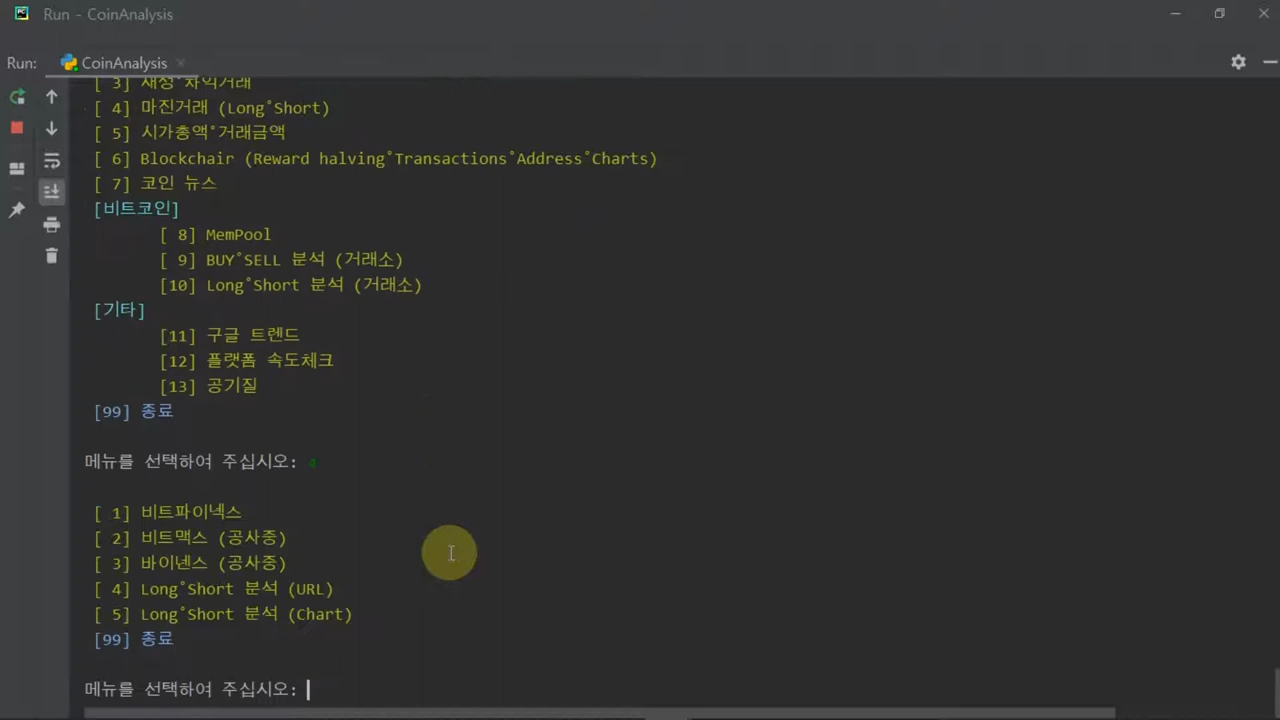 Run - CoinAnalysis
Run: CoinAnalysis
[ 3] 재정˚차익거래
[ 4] 마진거래 (Long˚Short)
[ 5] 시가총액˚거래금액
[ 6] Blockchair (Reward halving˚Transactions˚Address˚Charts)
[ 7] 코인 뉴스
[비트코인]
[ 8] MemPool
[ 9] BUY˚SELL 분석 (거래소)
[10] Long˚Short 분석 (거래소)
[기타]
[11] 구글 트렌드
[12] 플랫폼 속도체크
[13] 공기질
[99] 종료
메뉴를 선택하여 주십시오:
[ 1] 비트파이넥스
[ 2] 비트맥스 (공사중)
[ 3] 바이넨스 (공사중)
[ 4] Long˚Short 분석 (URL)
[ 5] Long˚Short 분석 (Chart)
[99] 종료
메뉴를 선택하여 주십시오: